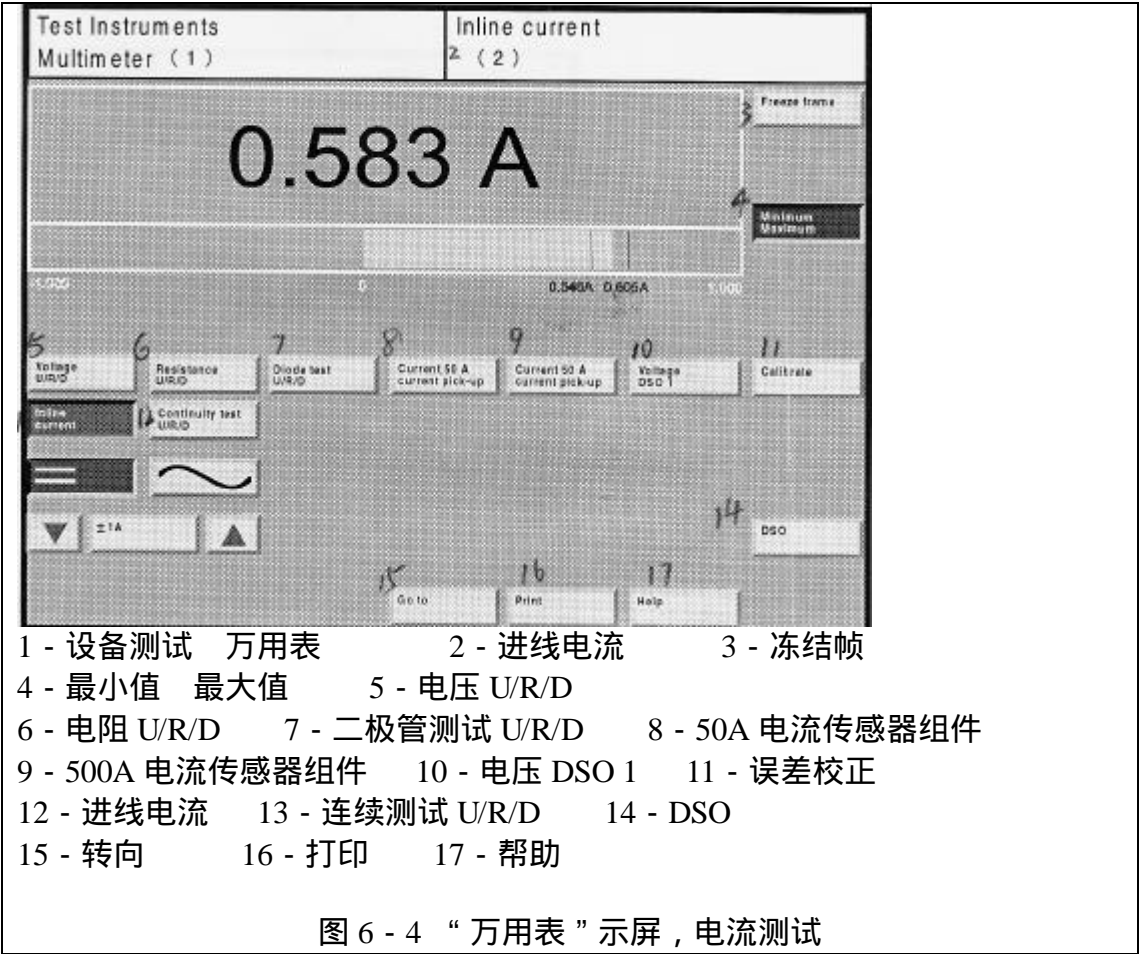 Test Instruments
Multimeter (1)
Inline current
2 (2)
3
Freeze frame
0.583 A
4
Minimum
Maximum
-1.000 0 0.546A 0.605A 1.000
5 6 7 8 9 10 11
Voltage
U/R/D
Resistance
U/R/D
Diode test
U/R/D
Current 50 A
current pick-up
Current 50 A
current pick-up
Voltage
DSO 1
Calibrate
Inline
current
Continuity test
U/R/D
±1A
14
DSO
15 16 17
Go to
Print
Help
1 - 设备测试 万用表 2 - 进线电流 3 - 冻结帧
4 - 最小值 最大值 5 - 电压 U/R/D
6 - 电阻 U/R/D 7 - 二极管测试 U/R/D 8 - 50A 电流传感器组件
9 - 500A 电流传感器组件 10 - 电压 DSO 1 11 - 误差校正
12 - 进线电流 13 - 连续测试 U/R/D 14 - DSO
15 - 转向 16 - 打印 17 - 帮助
图 6 - 4 “万用表”示屏,电流测试